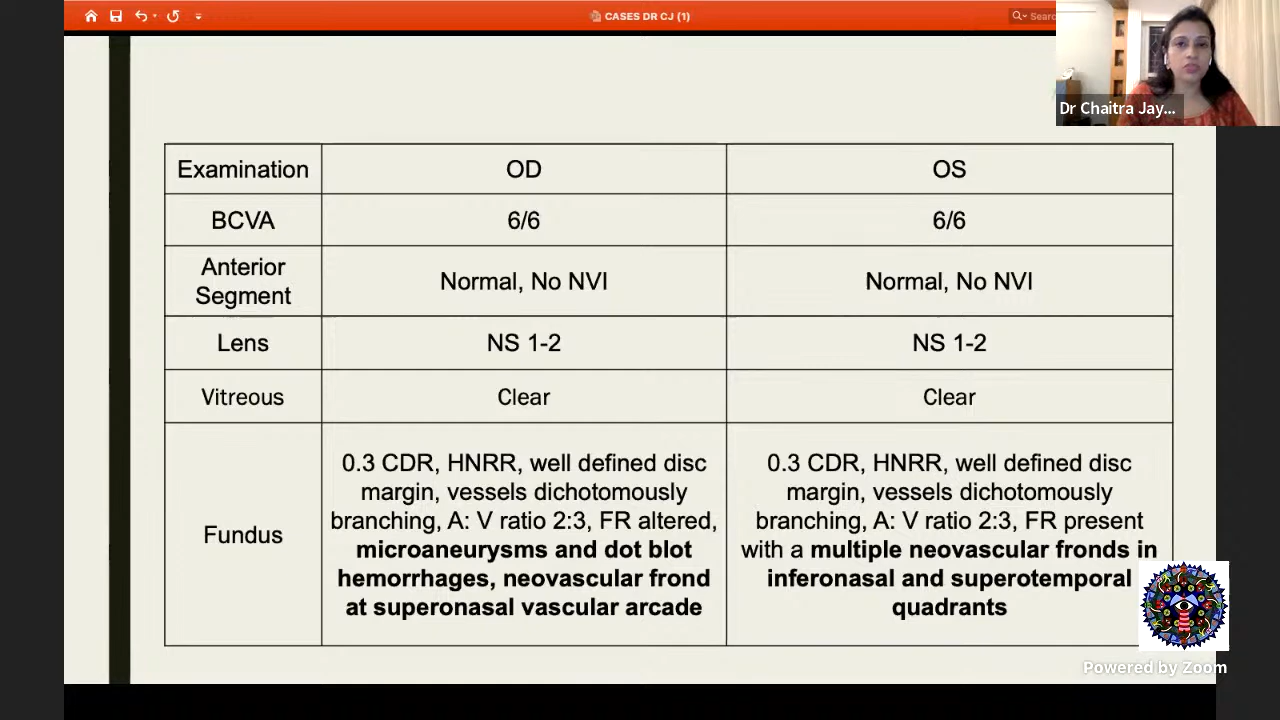 CASES DR CJ (1)
Searc
Dr Chaitra Jay...
Examination OD OS
BCVA 6/6 6/6
Anterior
Segment
Normal, No NVI Normal, No NVI
Lens NS 1-2 NS 1-2
Vitreous Clear Clear
Fundus
0.3 CDR, HNRR, well defined disc
margin, vessels dichotomously
branching, A: V ratio 2:3, FR altered,
microaneurysms and dot blot
hemorrhages, neovascular frond
at superonasal vascular arcade
0.3 CDR, HNRR, well defined disc
margin, vessels dichotomously
branching, A: V ratio 2:3, FR present
with a multiple neovascular fronds in
inferonasal and superotemporal
quadrants
Powered by Zoom